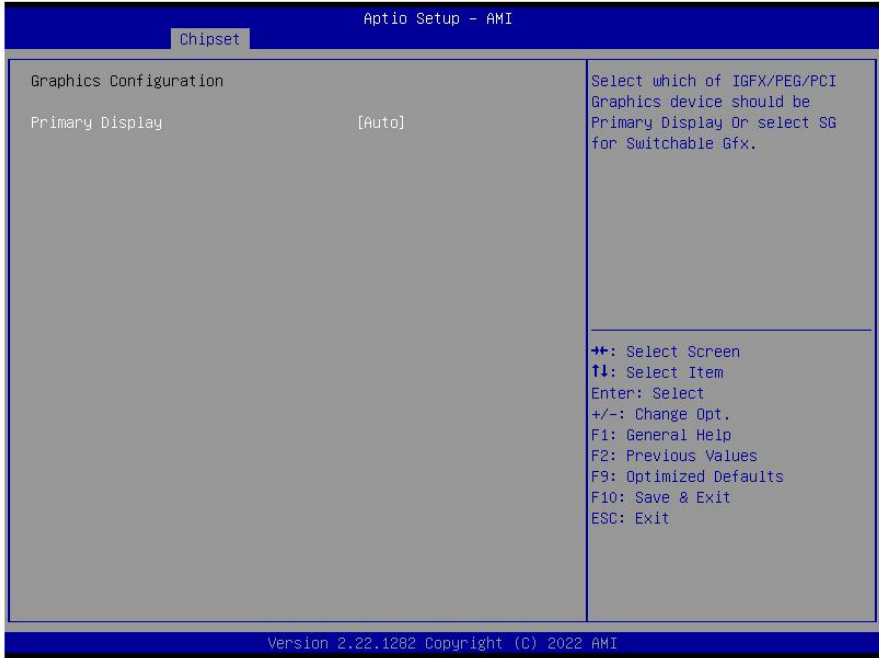 Aptio Setup – AMI
Chipset
Graphics Configuration
Primary Display [Auto]
Select which of IGFX/PEG/PCI
Graphics device should be
Primary Display Or select SG
for Switchable Gfx.
→←: Select Screen
↑↓: Select Item
Enter: Select
+/-: Change Opt.
F1: General Help
F2: Previous Values
F9: Optimized Defaults
F10: Save & Exit
ESC: Exit
Version 2.22.1282 Copyright (C) 2022 AMI